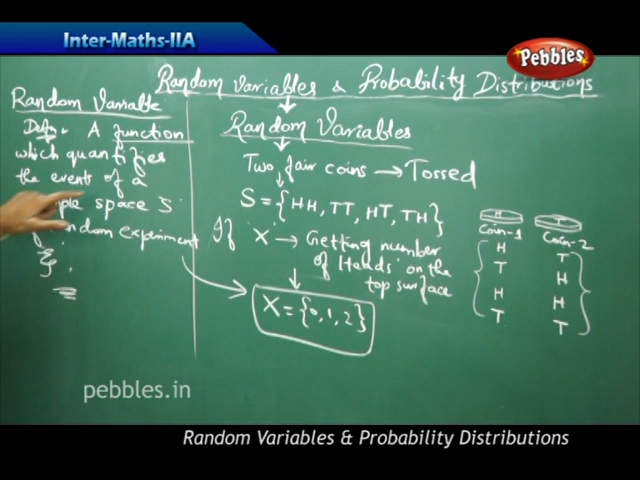 Inter-Maths-IIA
Pebbles
Random Variables & Probability Distributions
Random Variable
Defn: A function
which quantifies
the events of a
space S
experiment
Random Variables
Two fair coins → Tossed
S = {HH, TT, HT, TH}
If 'X' → Getting number
of 'Heads' on the
top surface
X = {0, 1, 2}
H
Coin-1
H
T
H
T
T
Coin-2
T
H
H
T
pebbles.in
Random Variables & Probability Distributions